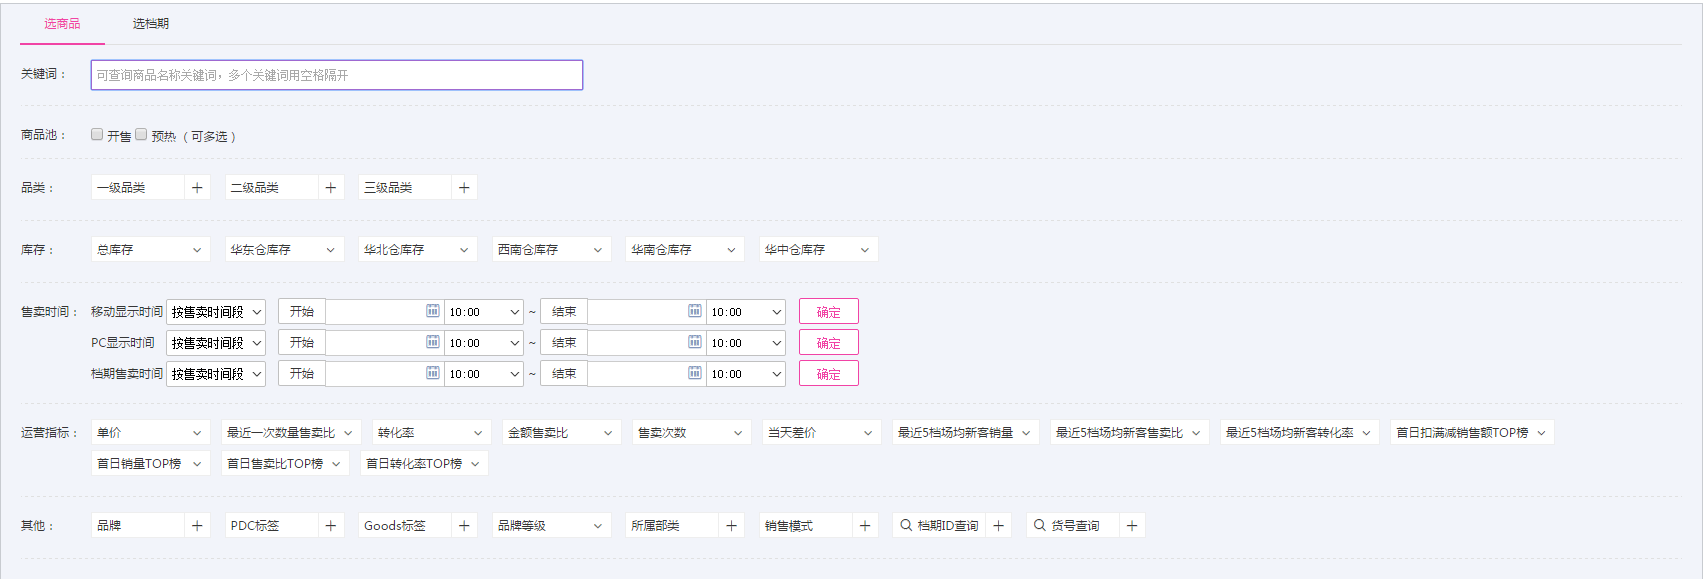 选商品 选档期
关键词： 可查询商品名称关键词，多个关键词用空格隔开
商品池： 开售 预热 （可多选）
品类： 一级品类 二级品类 三级品类
库存： 总库存 华东仓库存 华北仓库存 西南仓库存 华南仓库存 华中仓库存
售卖时间： 移动显示时间 按售卖时间段 开始 10:00 ~ 结束 10:00 确定
PC显示时间 按售卖时间段 开始 10:00 ~ 结束 10:00 确定
档期售卖时间 按售卖时间段 开始 10:00 ~ 结束 10:00 确定
运营指标： 单价 最近一次数量售卖比 转化率 金额售卖比 售卖次数 当天差价 最近5档场均新客销量 最近5档场均新客售卖比 最近5档场均新客转化率 首日扣满减销售额TOP榜
首日销量TOP榜 首日售卖比TOP榜 首日转化率TOP榜
其他： 品牌 PDC标签 Goods标签 品牌等级 所属部类 销售模式 档期ID查询 货号查询